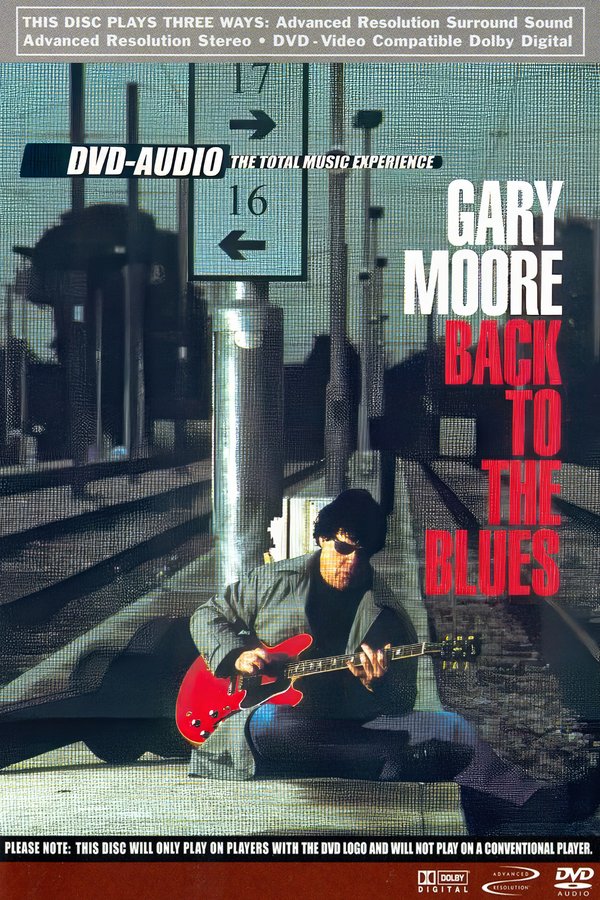 THIS DISC PLAYS THREE WAYS: Advanced Resolution Surround Sound
Advanced Resolution Stereo • DVD-Video Compatible Dolby Digital
17
DVD-AUDIO THE TOTAL MUSIC EXPERIENCE
16
GARY
MOORE
BACK
TO
THE
BLUES
PLEASE NOTE: THIS DISC WILL ONLY PLAY ON PLAYERS WITH THE DVD LOGO AND WILL NOT PLAY ON A CONVENTIONAL PLAYER.
DOLBY
DIGITAL
ADVANCED
RESOLUTION
DVD
AUDIO